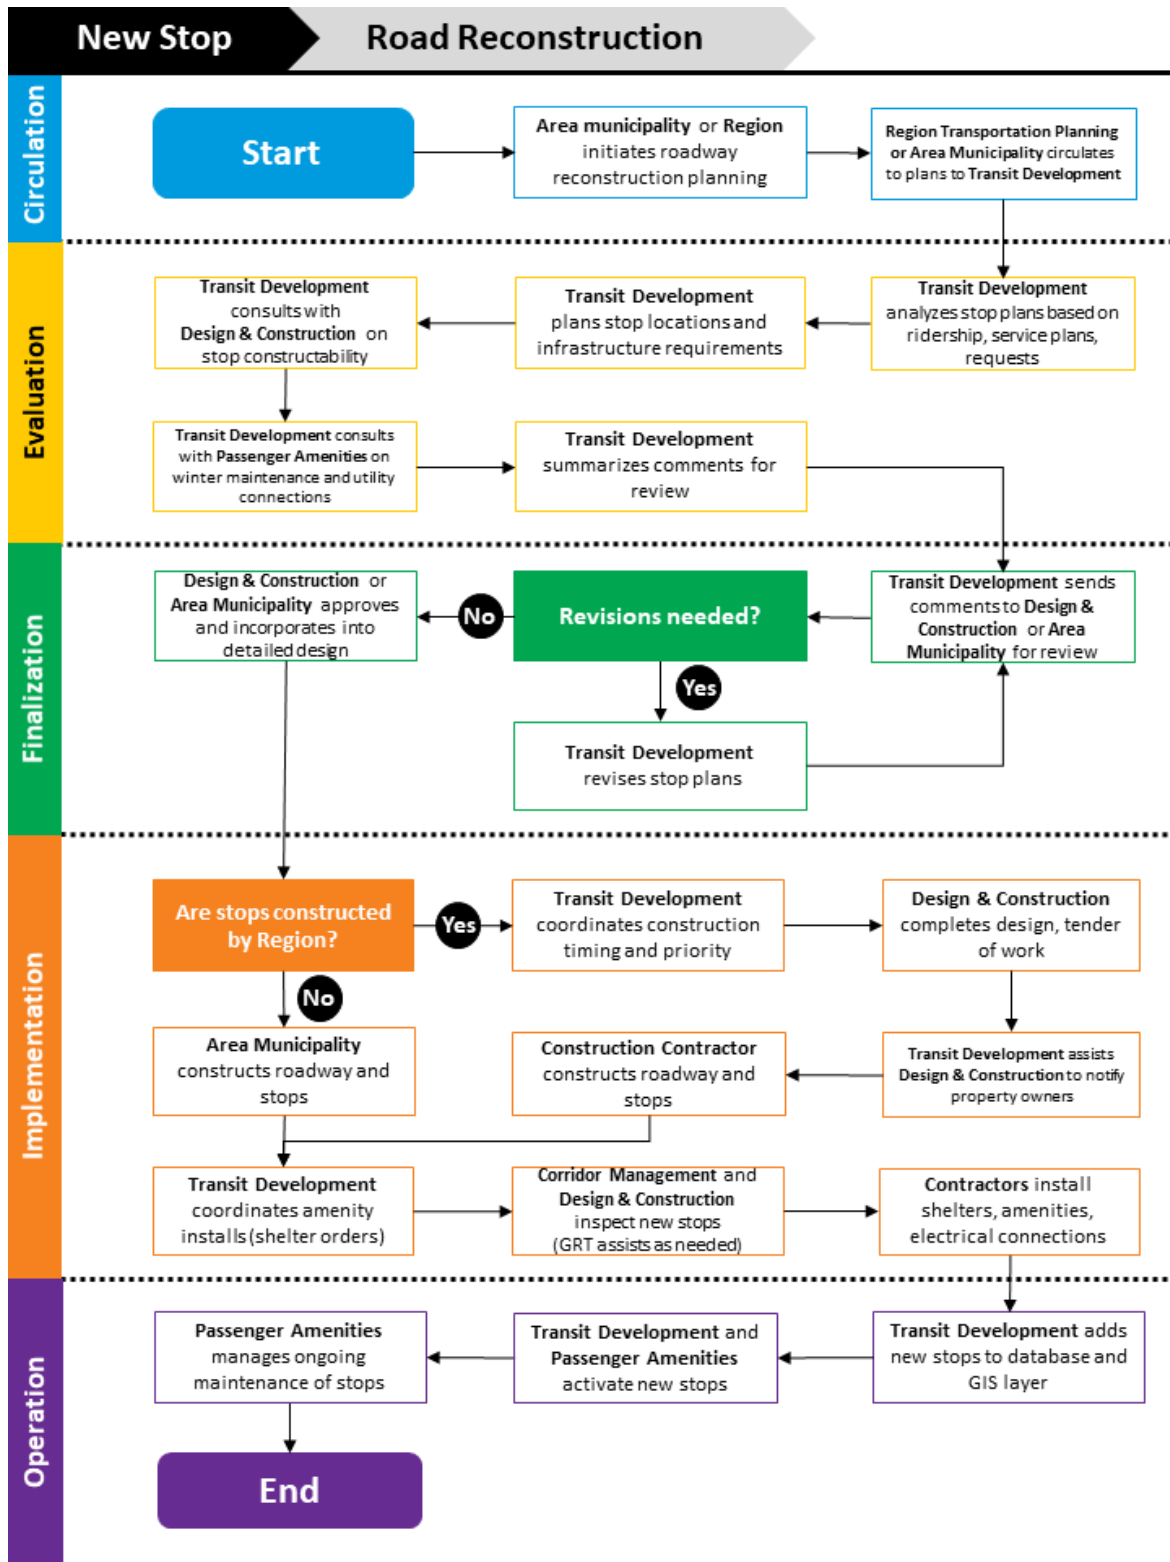 New Stop
Road Reconstruction
Circulation
Start
Area municipality or Region
initiates roadway
reconstruction planning
Region Transportation Planning
or Area Municipality circulates
to plans to Transit Development
Evaluation
Transit Development
consults with
Design & Construction on
stop constructability
Transit Development
plans stop locations and
infrastructure requirements
Transit Development
analyzes stop plans based on
ridership, service plans,
requests
Transit Development consults
with Passenger Amenities on
winter maintenance and utility
connections
Transit Development
summarizes comments for
review
Finalization
Design & Construction or
Area Municipality approves
and incorporates into
detailed design
No
Revisions needed?
Transit Development sends
comments to Design &
Construction or Area
Municipality for review
Yes
Transit Development
revises stop plans
Implementation
Are stops constructed
by Region?
Yes
Transit Development
coordinates construction
timing and priority
Design & Construction
completes design, tender
of work
No
Area Municipality
constructs roadway and
stops
Construction Contractor
constructs roadway and
stops
Transit Development assists
Design & Construction to notify
property owners
Transit Development
coordinates amenity
installs (shelter orders)
Corridor Management and
Design & Construction
inspect new stops
(GRT assists as needed)
Contractors install
shelters, amenities,
electrical connections
Operation
Passenger Amenities
manages ongoing
maintenance of stops
Transit Development and
Passenger Amenities
activate new stops
Transit Development adds
new stops to database and
GIS layer
End